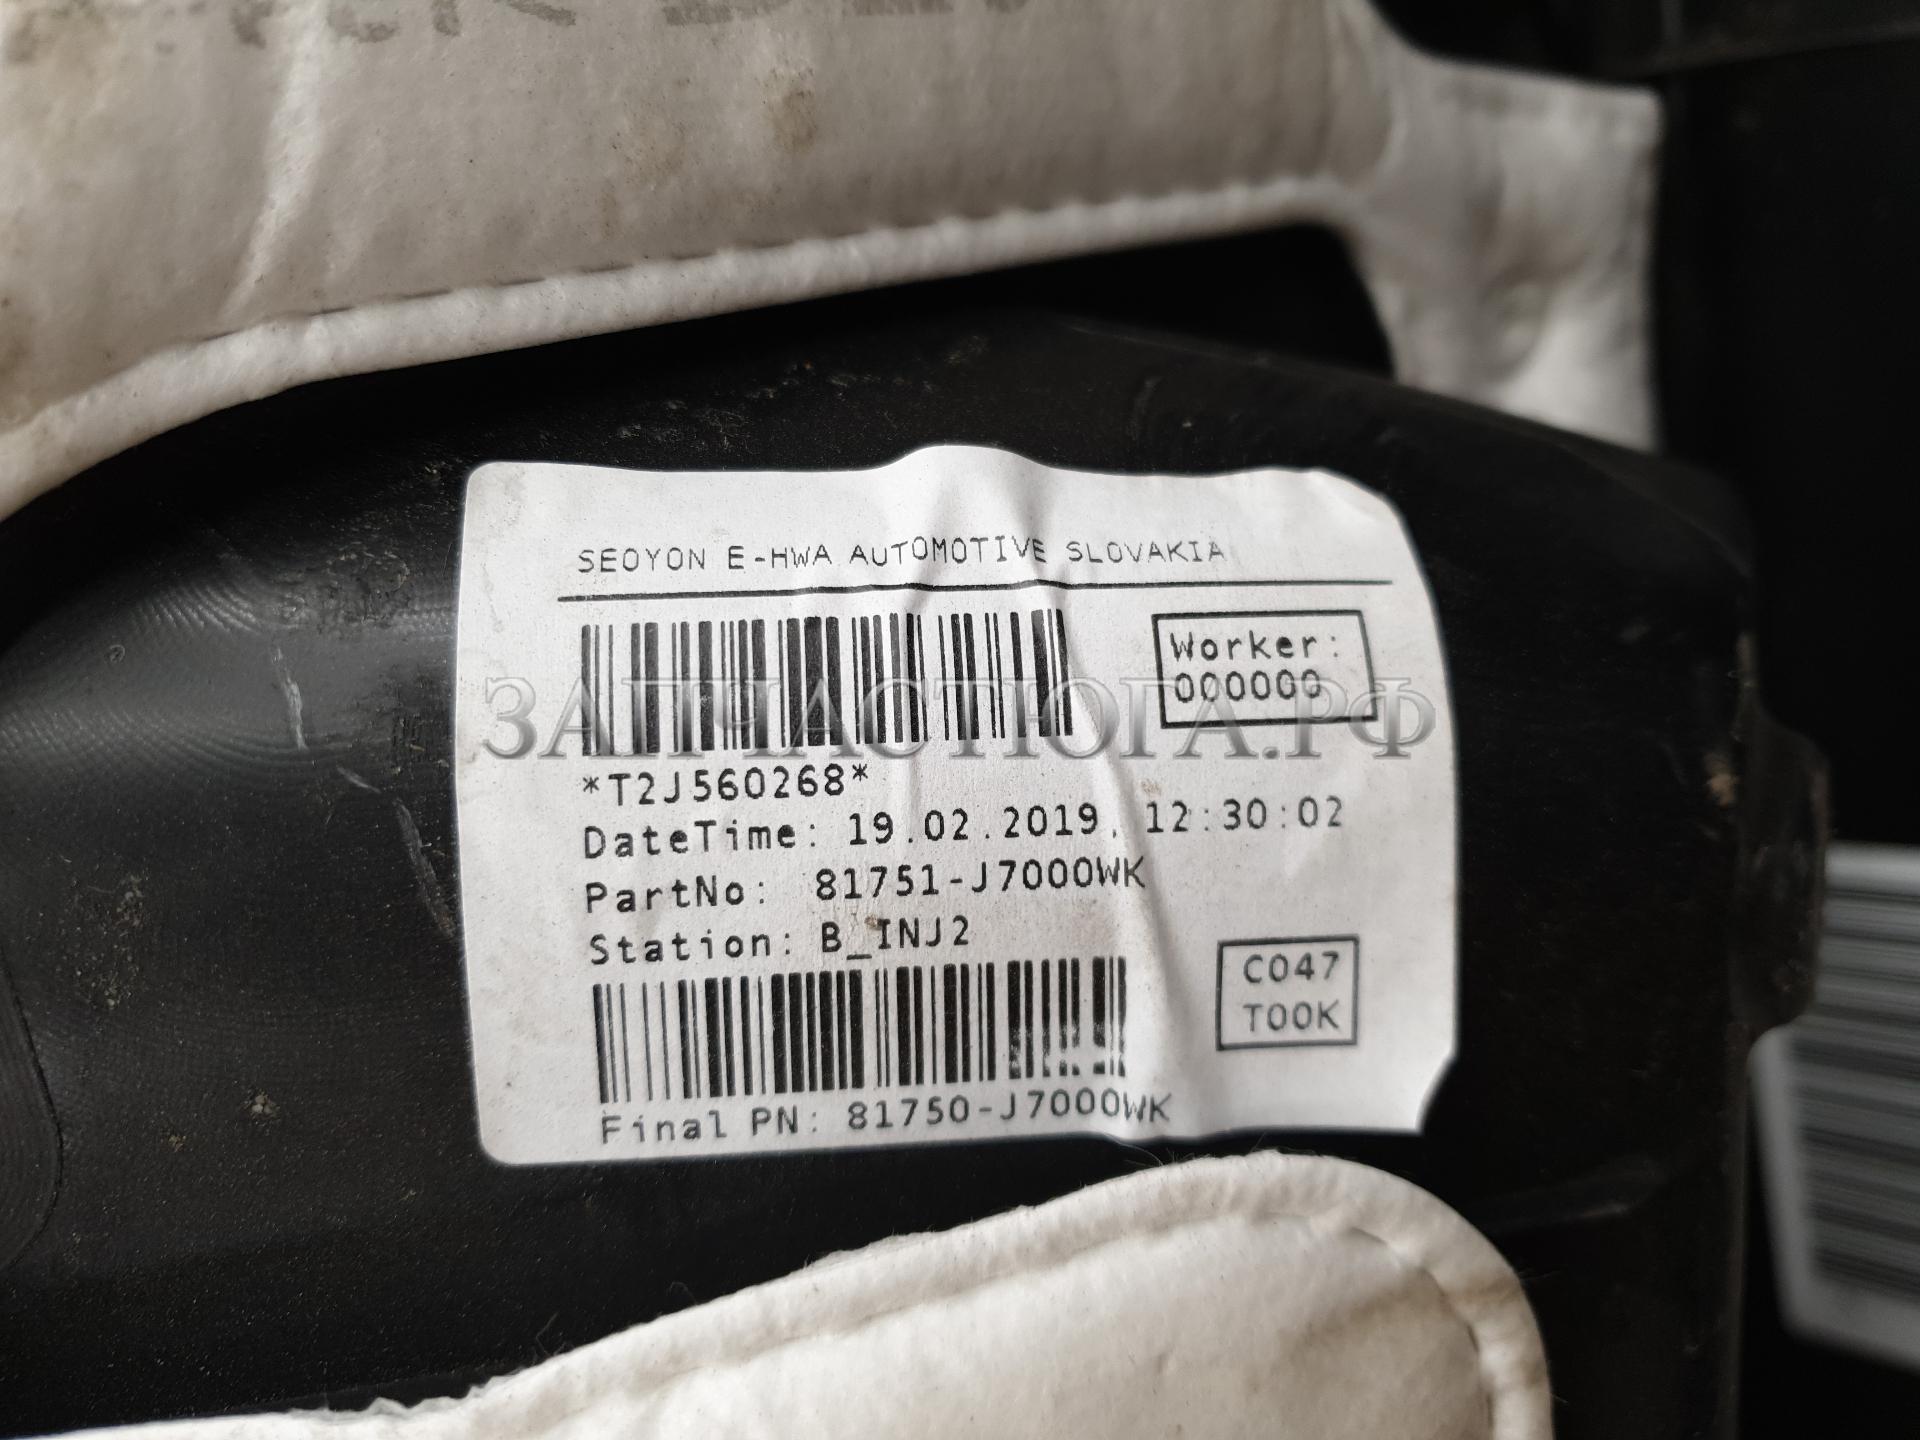 SEOYON E-HWA AUTOMOTIVE SLOVAKIA
Worker:
000000
ЗАПЧАСТЮГА.РФ
*T2J560268*
DateTime: 19.02.2019. 12:30:02
PartNo: 81751-J7000WK
Station: B_INJ2
C047
T00K
Final PN: 81750-J7000WK